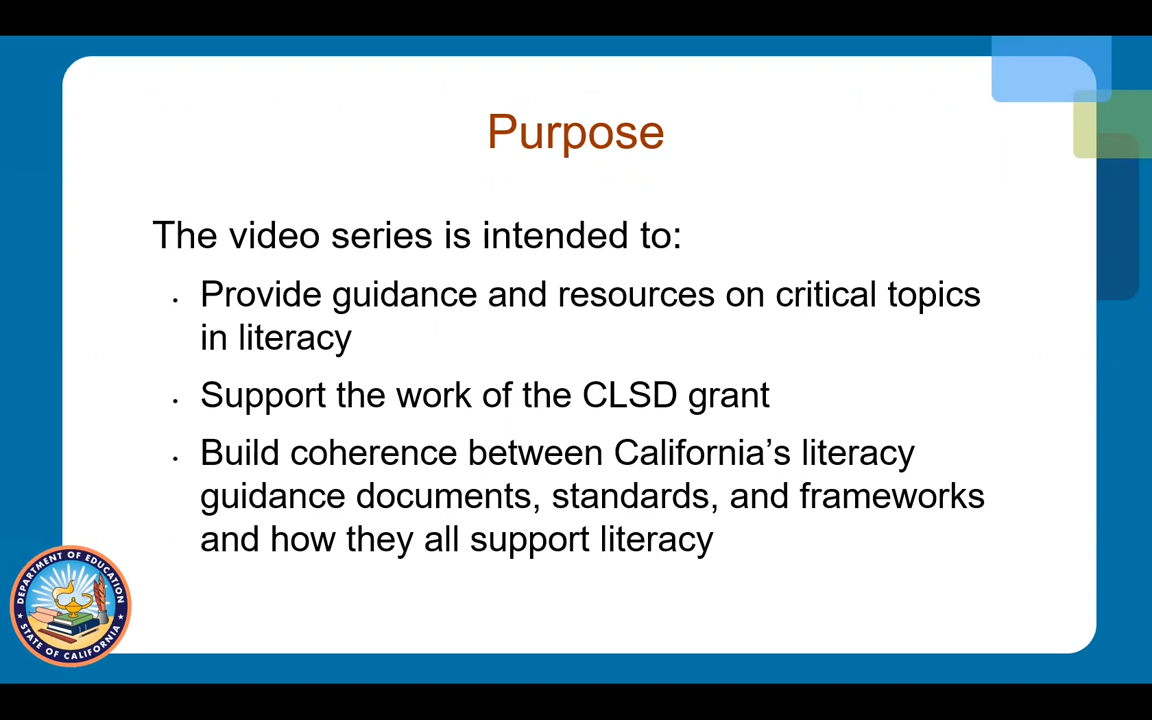 Purpose
The video series is intended to:
• Provide guidance and resources on critical topics
in literacy
• Support the work of the CLSD grant
• Build coherence between California’s literacy
guidance documents, standards, and frameworks
and how they all support literacy
DEPARTMENT OF EDUCATION
STATE OF CALIFORNIA